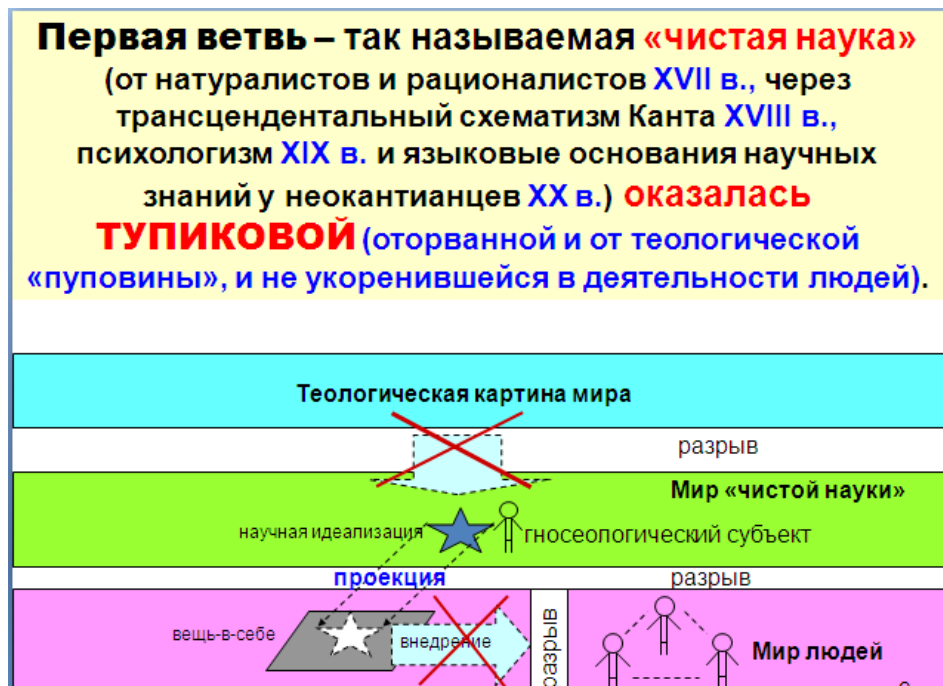 Первая ветвь – так называемая «чистая наука»
(от натуралистов и рационалистов XVII в., через
трансцендентальный схематизм Канта XVIII в.,
психологизм XIX в. и языковые основания научных
знаний у неокантианцев XX в.) оказалась
ТУПИКОВОЙ (оторванной и от теологической
«пуповины», и не укоренившейся в деятельности людей).
Теологическая картина мира
разрыв
Мир «чистой науки»
научная идеализация
гносеологический субъект
проекция
разрыв
вещь-в-себе
внедрение
разрыв
Мир людей